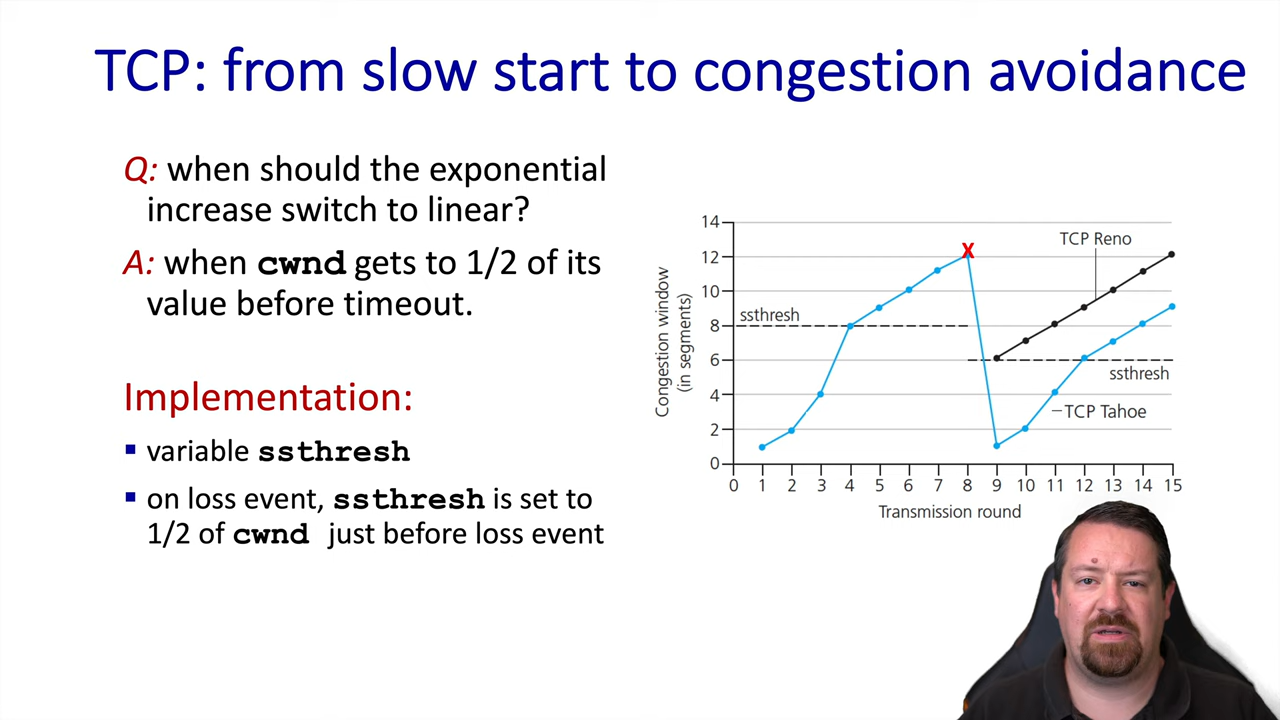 TCP: from slow start to congestion avoidance
Q: when should the exponential
increase switch to linear?
A: when cwnd gets to 1/2 of its
value before timeout.
Implementation:
▪ variable ssthresh
▪ on loss event, ssthresh is set to
1/2 of cwnd just before loss event
Congestion window
(in segments)
14
12
10
8
6
4
2
0
ssthresh
X
TCP Reno
ssthresh
TCP Tahoe
0 1 2 3 4 5 6 7 8 9 10 11 12 13 14 15
Transmission round